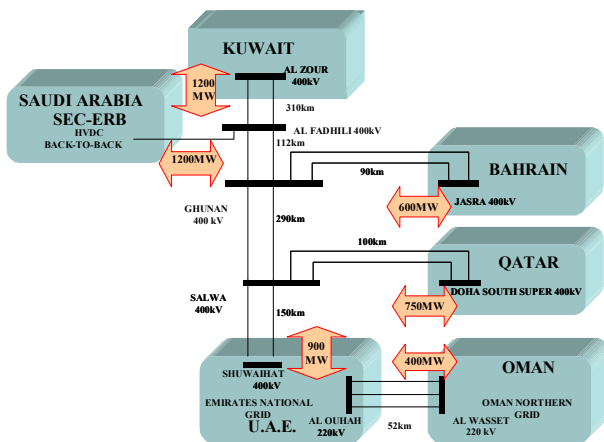 KUWAIT
AL ZOUR
400kV
1200
MW
SAUDI ARABIA
SEC-ERB
HVDC
BACK-TO-BACK
310km
AL FADHILI 400kV
112km
1200MW
90km
BAHRAIN
JASRA 400kV
GHUNAN
400 kV
600MW
290km
100km
QATAR
DOHA SOUTH SUPER 400kV
SALWA
400kV
150km
750MW
900
MW
400MW
OMAN
SHUWAIHAT
400kV
EMIRATES NATIONAL
GRID
U.A.E.
AL OUHAH
220kV
OMAN NORTHERN
GRID
AL WASSET
220 kV
52km